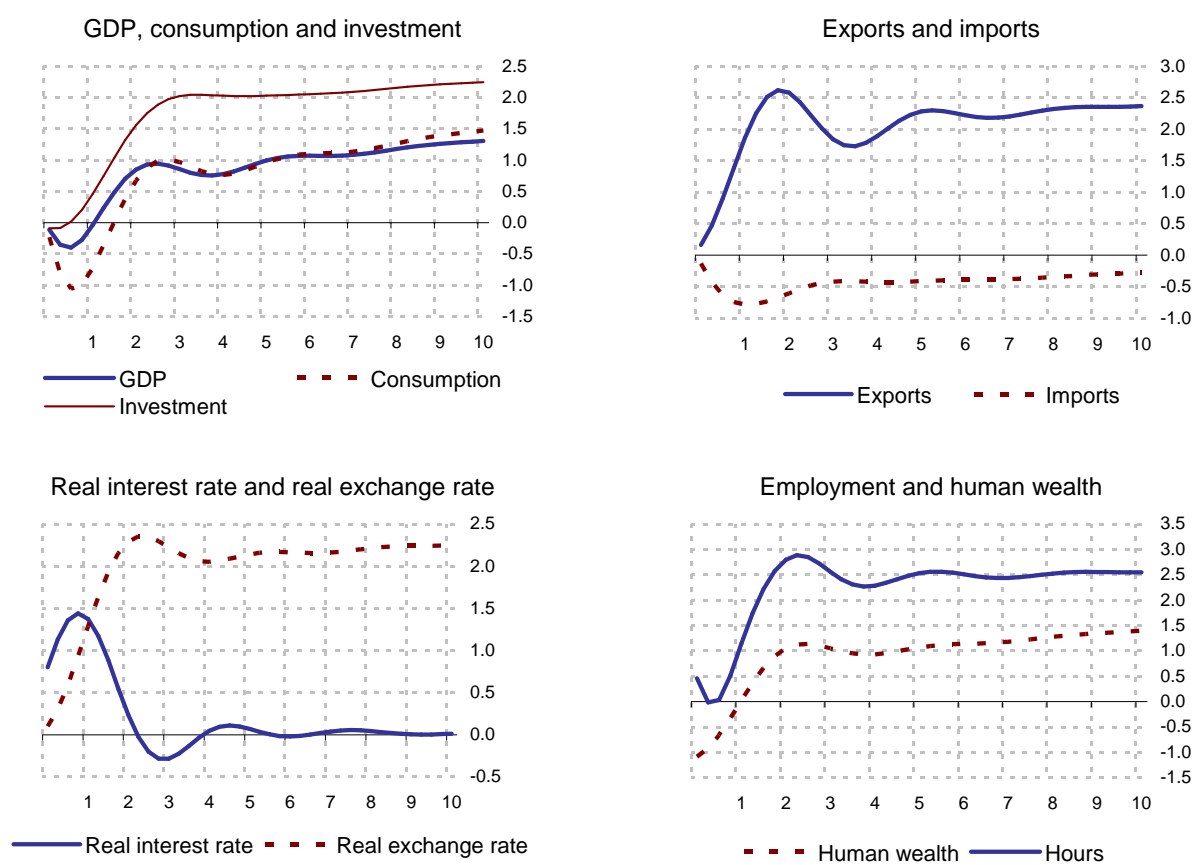 GDP, consumption and investment
2.5
2.0
1.5
1.0
0.5
0.0
-0.5
-1.0
-1.5
1 2 3 4 5 6 7 8 9 10
GDP Consumption
Investment
Exports and imports
3.0
2.5
2.0
1.5
1.0
0.5
0.0
-0.5
-1.0
1 2 3 4 5 6 7 8 9 10
Exports Imports
Real interest rate and real exchange rate
2.5
2.0
1.5
1.0
0.5
0.0
-0.5
1 2 3 4 5 6 7 8 9 10
Real interest rate Real exchange rate
Employment and human wealth
3.5
3.0
2.5
2.0
1.5
1.0
0.5
0.0
-0.5
-1.0
-1.5
1 2 3 4 5 6 7 8 9 10
Human wealth Hours